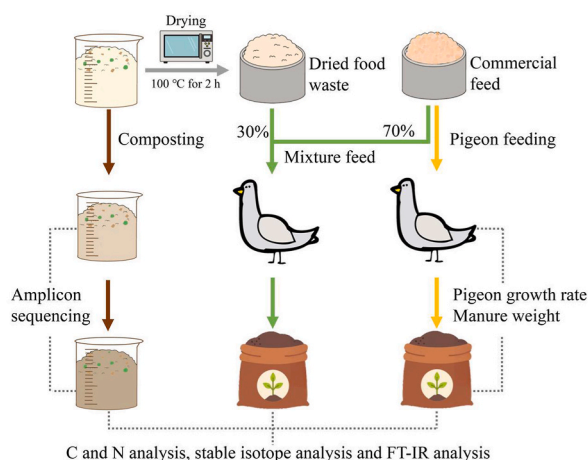 Drying
100 °C for 2 h
Dried food
waste
Commercial
feed
Composting
30%
70%
Mixture feed
Pigeon feeding
Amplicon
sequencing
Pigeon growth rate
Manure weight
C and N analysis, stable isotope analysis and FT-IR analysis